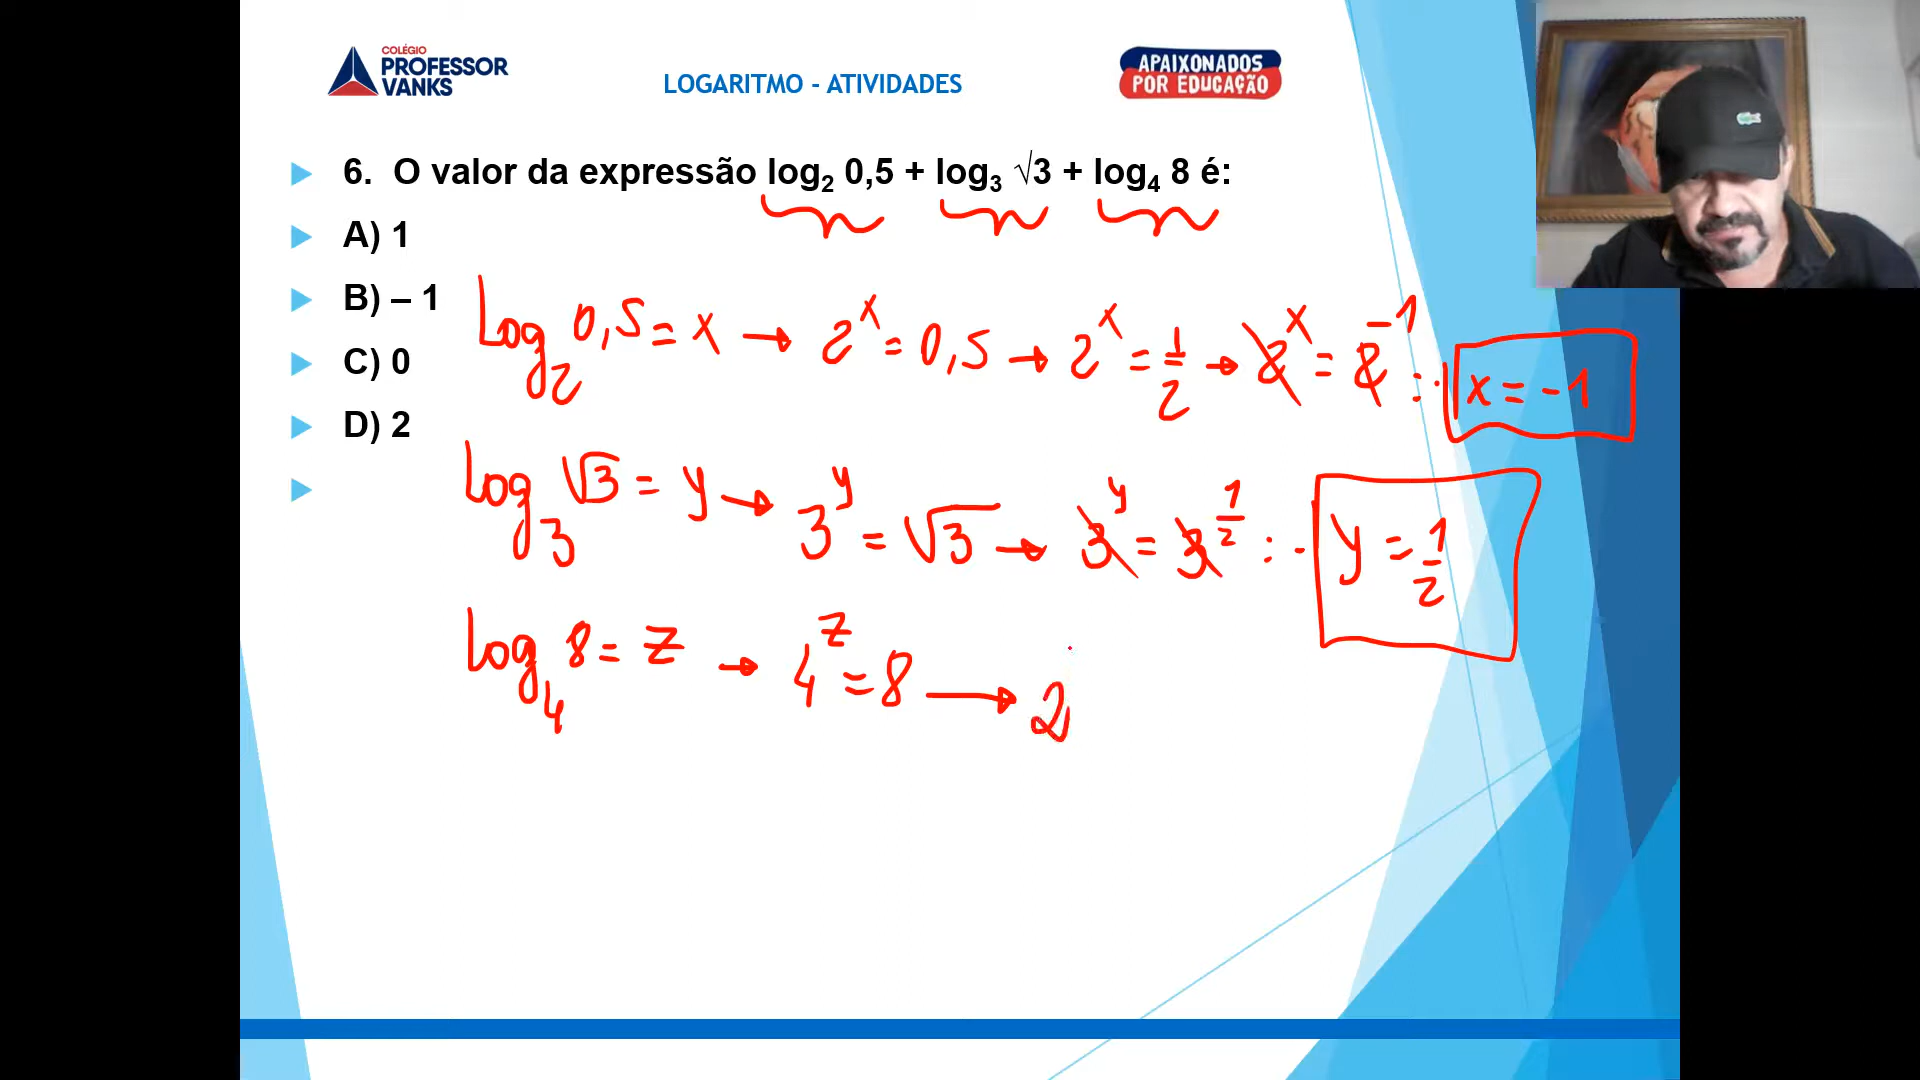 COLÉGIO
PROFESSOR
VANKS
LOGARITMO - ATIVIDADES
APAIXONADOS
POR EDUCAÇÃO
6. O valor da expressão log₂ 0,5 + log₃ √3 + log₄ 8 é:
A) 1
B) – 1
C) 0
D) 2
log₂ 0,5 = x → 2^x = 0,5 → 2^x = 1/2 → 2^x = 2^-1 ∴ x = -1
log₃ √3 = y → 3^y = √3 → 3^y = 3^1/2 ∴ y = 1/2
log₄ 8 = z → 4^z = 8 → 2